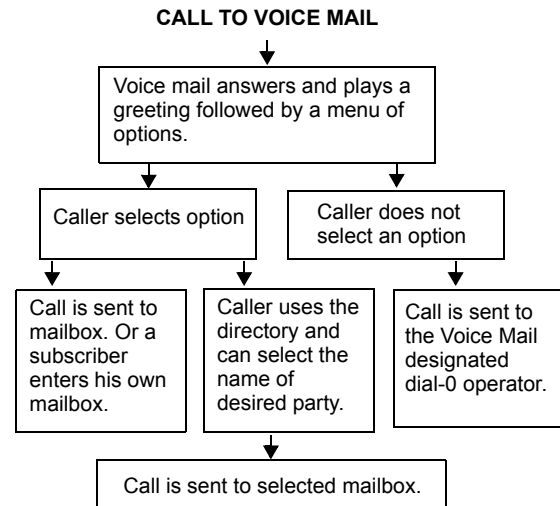 CALL TO VOICE MAIL
Voice mail answers and plays a
greeting followed by a menu of
options.
Caller selects option
Caller does not
select an option
Call is sent to
mailbox. Or a
subscriber
enters his own
mailbox.
Caller uses the
directory and
can select the
name of
desired party.
Call is sent to
the Voice Mail
designated
dial-0 operator.
Call is sent to selected mailbox.